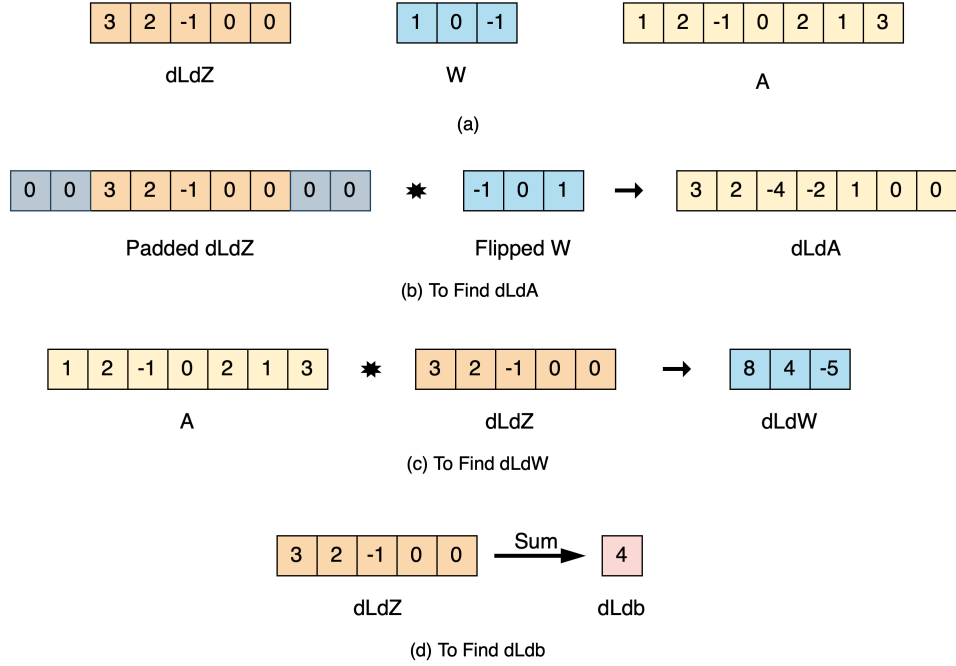 3 2 -1 0 0 1 0 -1 1 2 -1 0 2 1 3
dLdZ W A
(a)
0 0 3 2 -1 0 0 0 0 * -1 0 1 → 3 2 -4 -2 1 0 0
Padded dLdZ Flipped W dLdA
(b) To Find dLdA
1 2 -1 0 2 1 3 * 3 2 -1 0 0 → 8 4 -5
A dLdZ dLdW
(c) To Find dLdW
3 2 -1 0 0 Sum 4
dLdZ dLdb
(d) To Find dLdb